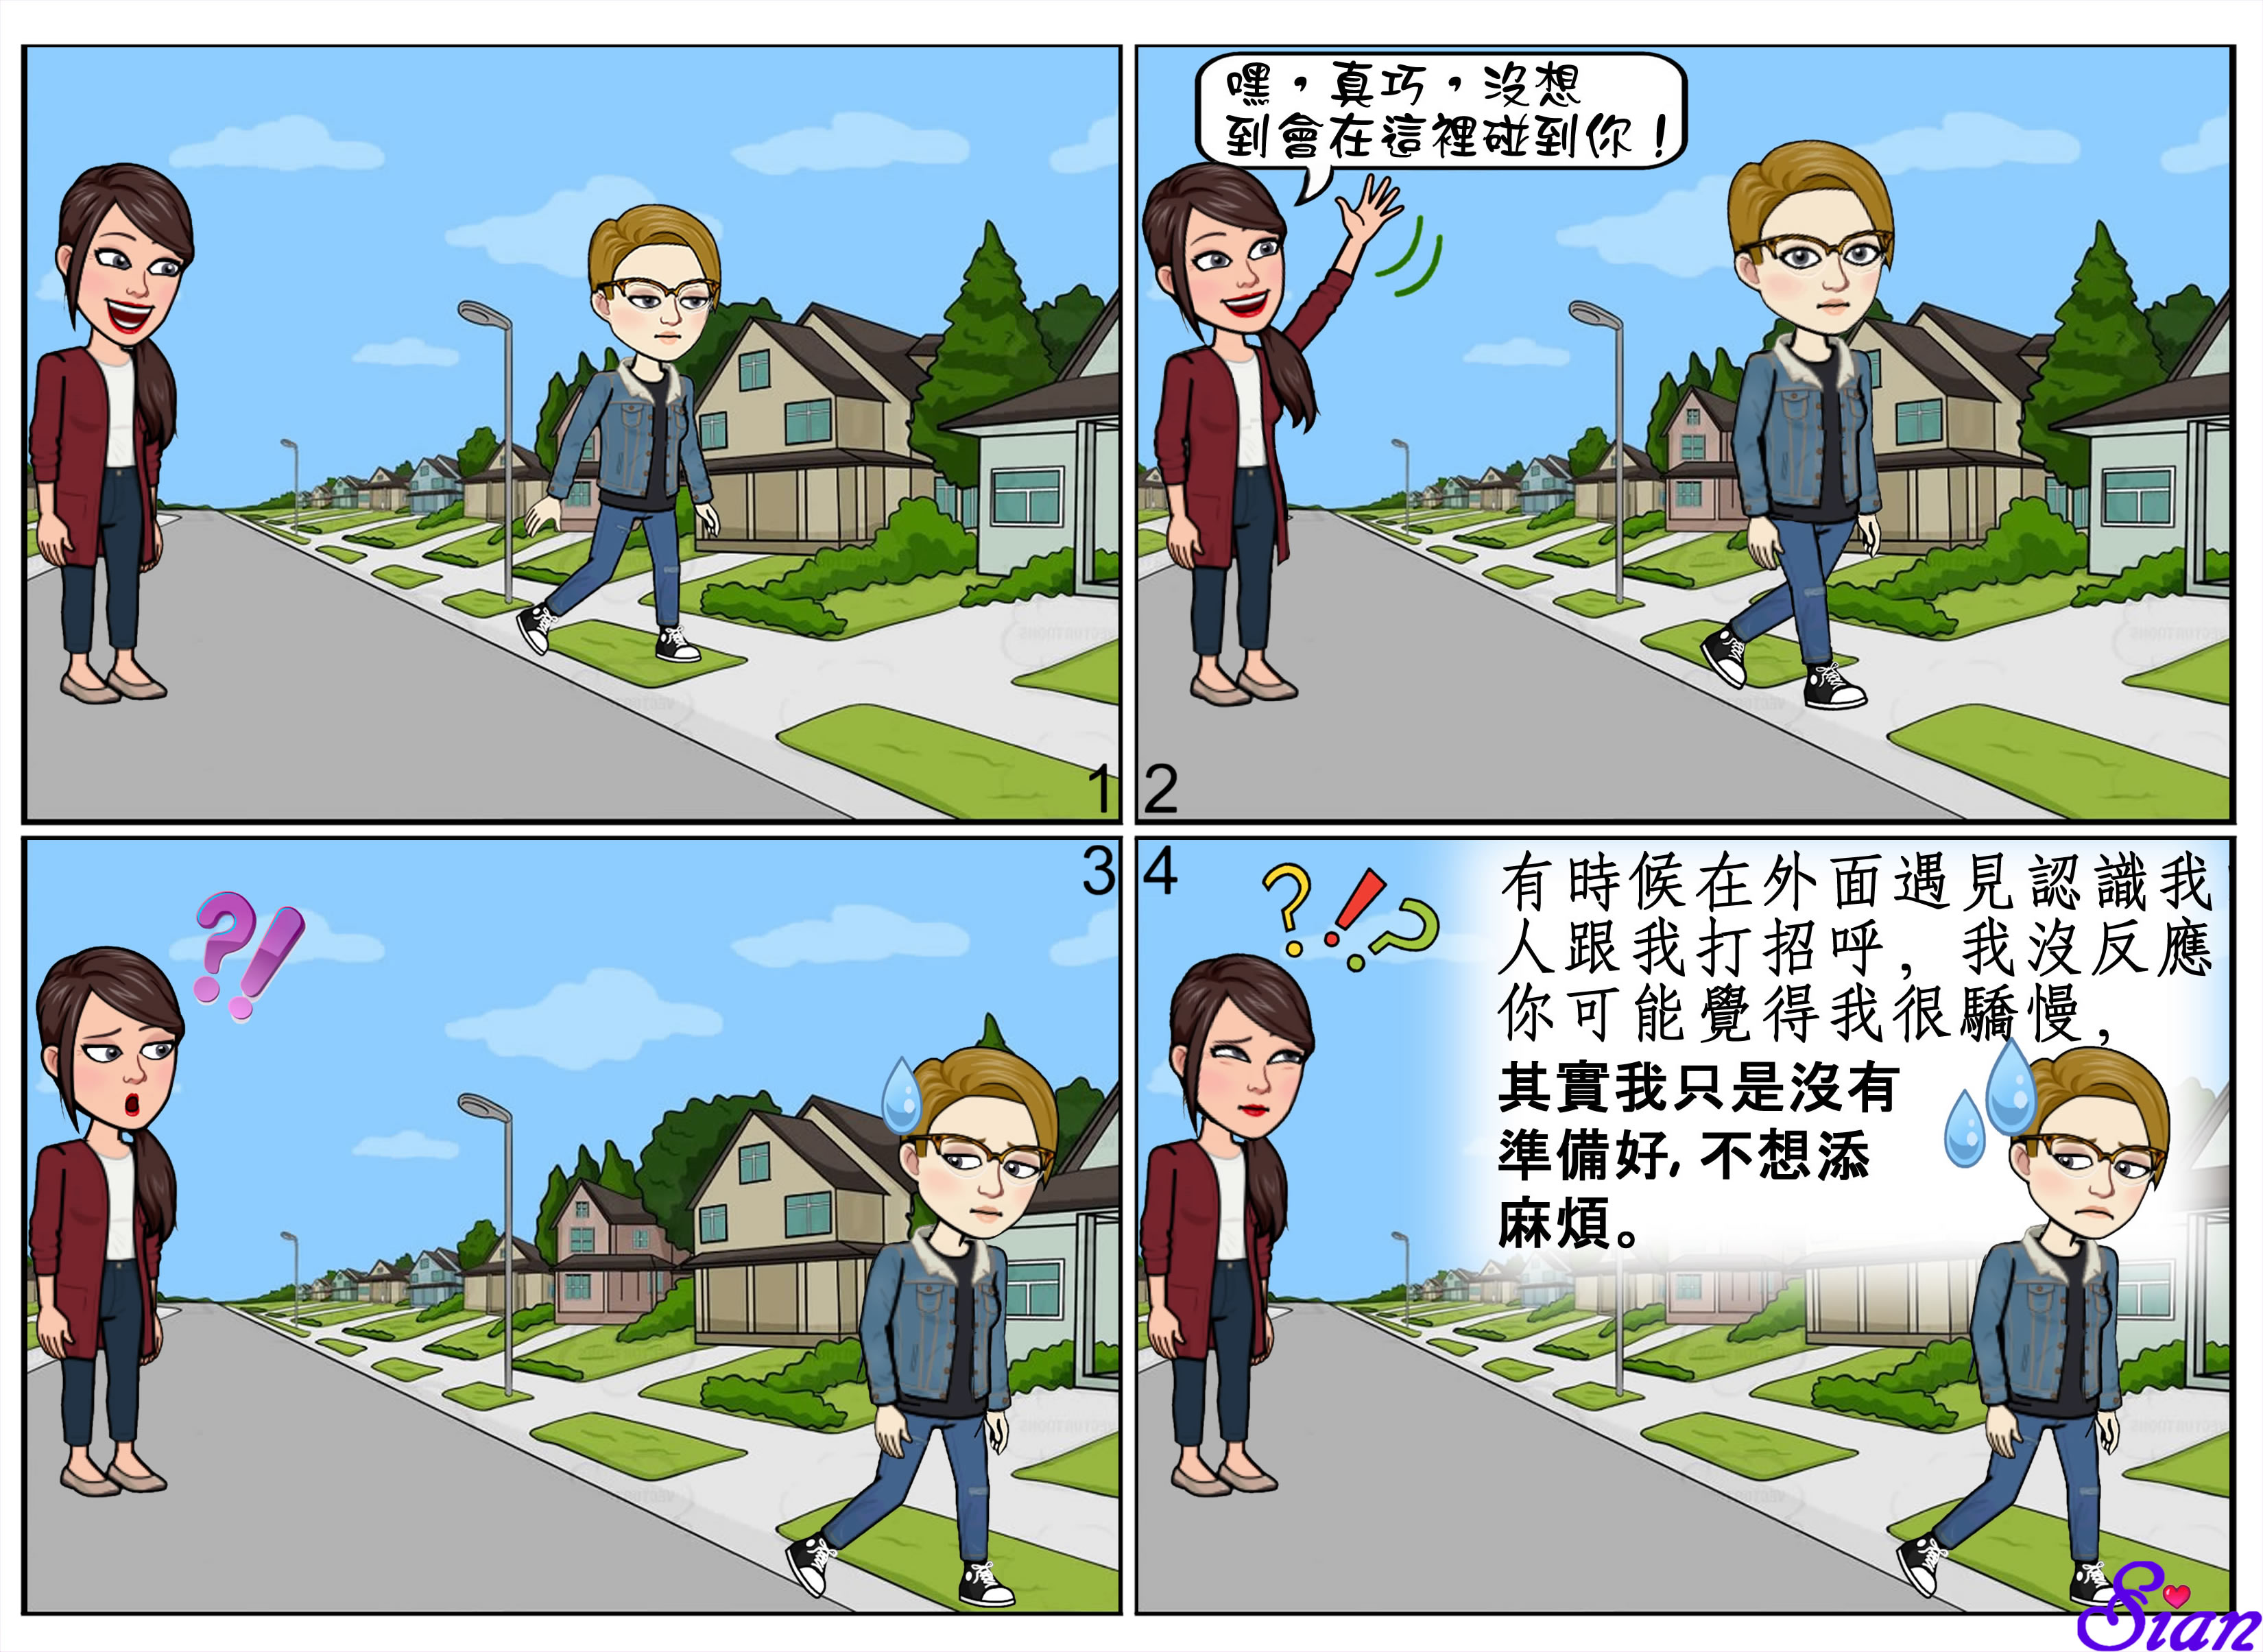 1
2
嘿，真巧，沒想
到會在這裡碰到你！
3
4
有時候在外面遇見認識我
人跟我打招呼，我沒反應
你可能覺得我很驕慢，
其實我只是沒有
準備好，不想添
麻煩。
Sian